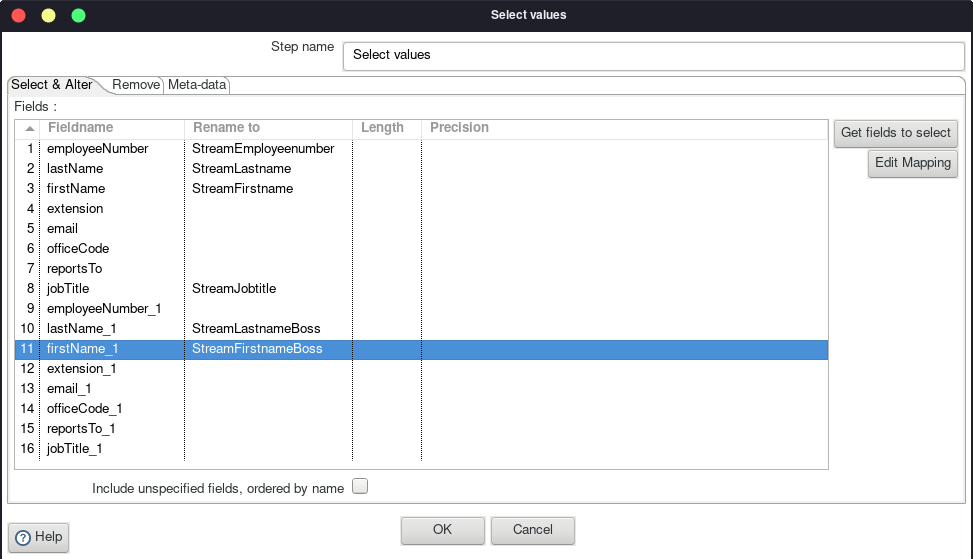 Select values
Step name Select values
Select & Alter Remove Meta-data
Fields :
Fieldname Rename to Length Precision
1 employeeNumber StreamEmployeenumber
2 lastName StreamLastname
3 firstName StreamFirstname
4 extension
5 email
6 officeCode
7 reportsTo
8 jobTitle StreamJobtitle
9 employeeNumber_1
10 lastName_1 StreamLastnameBoss
11 firstName_1 StreamFirstnameBoss
12 extension_1
13 email_1
14 officeCode_1
15 reportsTo_1
16 jobTitle_1
Get fields to select
Edit Mapping
Include unspecified fields, ordered by name
? Help OK Cancel